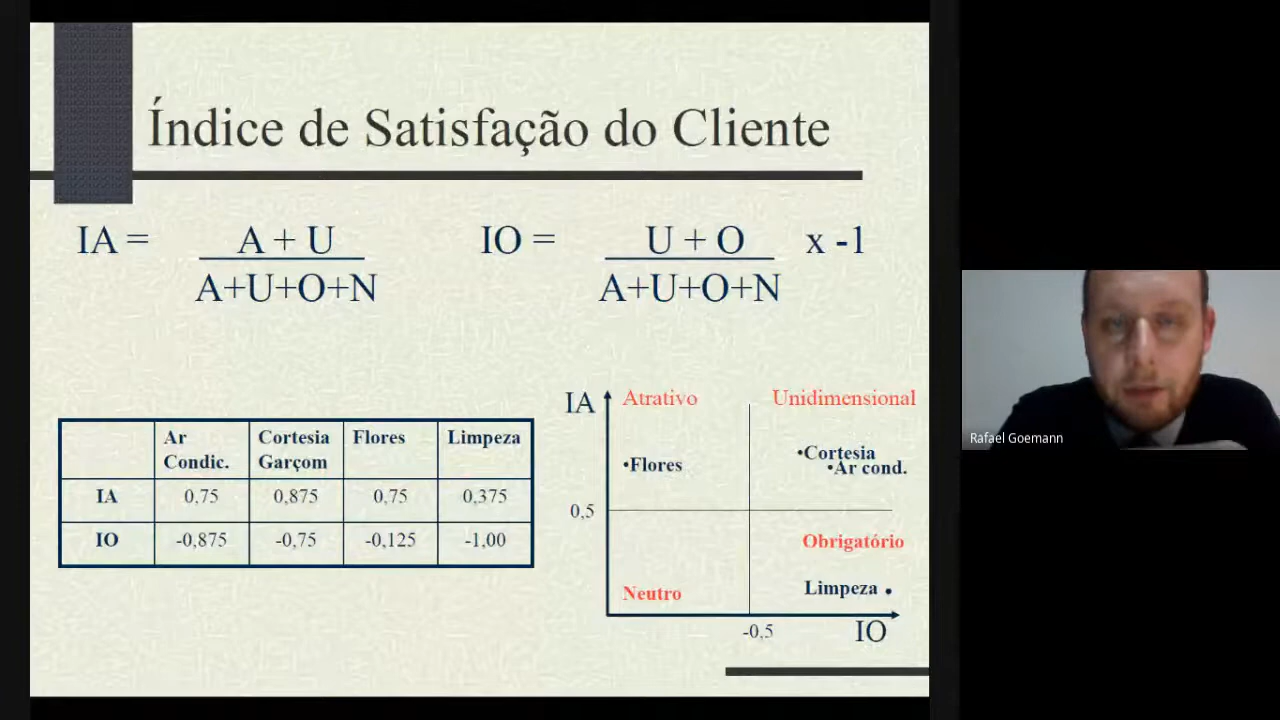 Índice de Satisfação do Cliente
IA = A + U
A+U+O+N
IO = U + O x -1
A+U+O+N
Ar Condic. Cortesia Garçom Flores Limpeza
IA 0,75 0,875 0,75 0,375
IO -0,875 -0,75 -0,125 -1,00
IA Atrativo Unidimensional
•Cortesia
•Flores •Ar cond.
0,5
Obrigatório
Neutro Limpeza •
-0,5 IO
Rafael Goemann